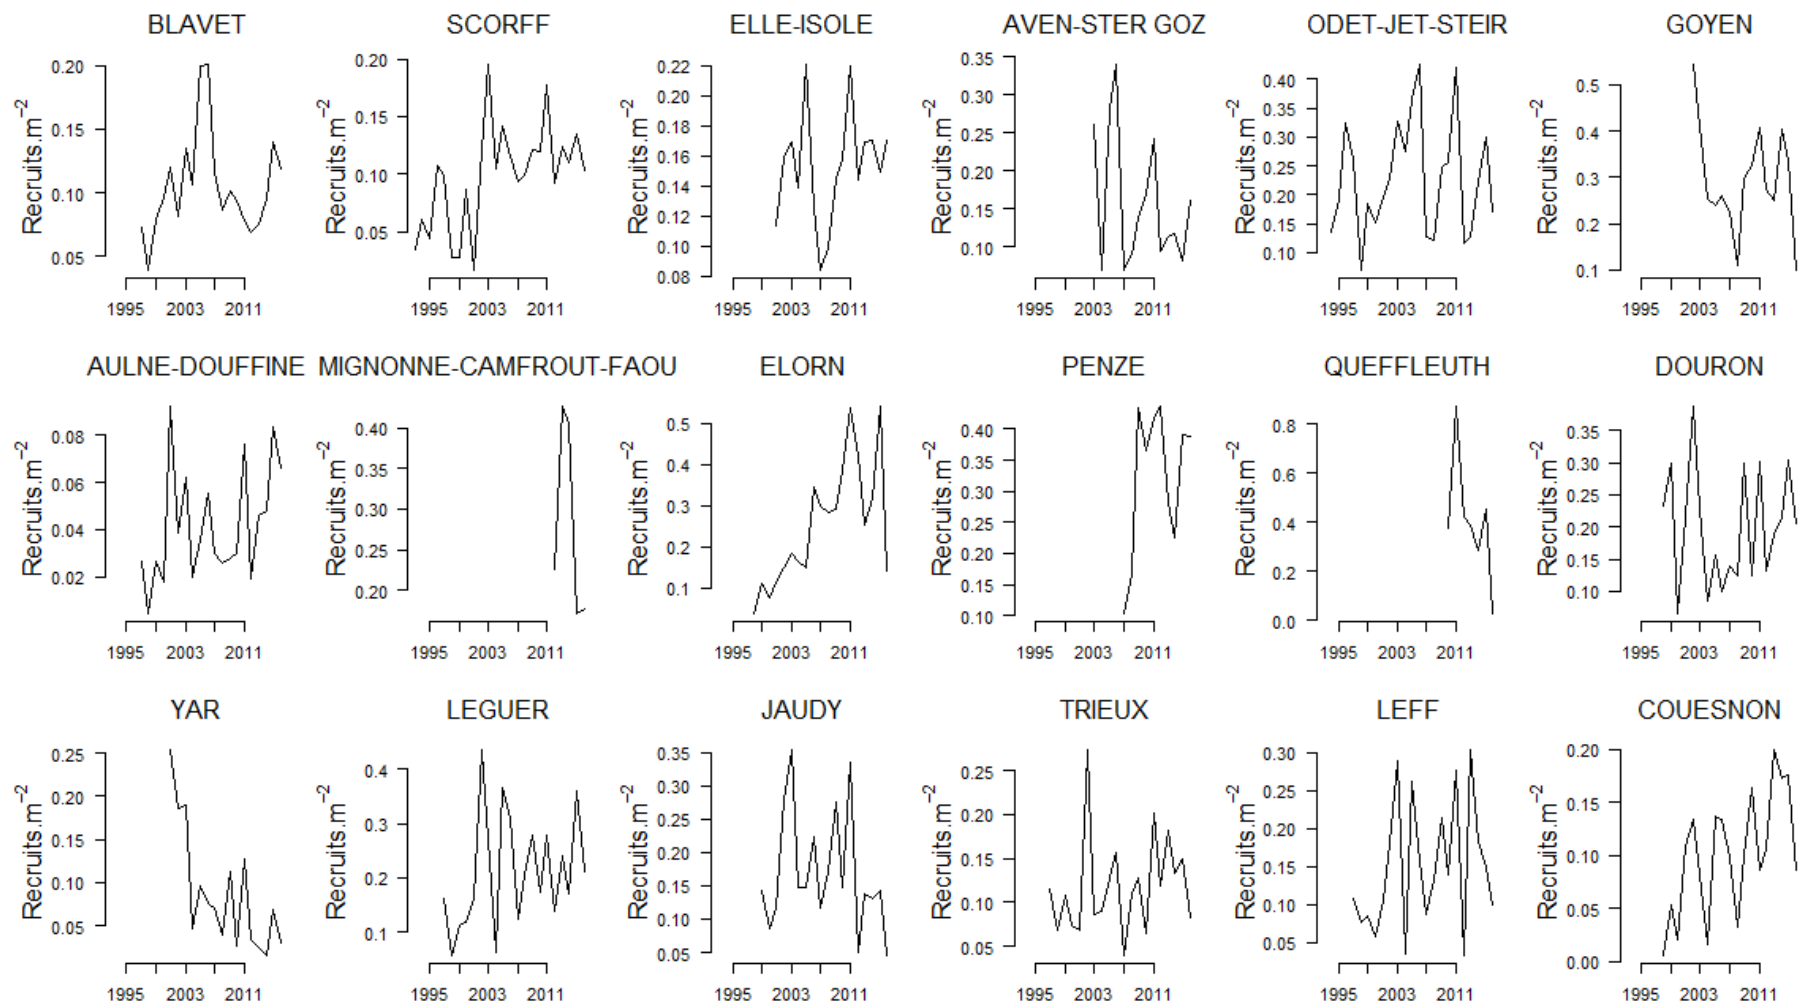 BLAVET SCORFF ELLE-ISOLE AVEN-STER GOZ ODET-JET-STEIR GOYEN
Recruits.m−2 0.20 0.15 0.10 0.05 1995 2003 2011
Recruits.m−2 0.20 0.15 0.10 0.05 1995 2003 2011
Recruits.m−2 0.22 0.20 0.18 0.16 0.14 0.12 0.10 0.08 1995 2003 2011
Recruits.m−2 0.35 0.30 0.25 0.20 0.15 0.10 1995 2003 2011
Recruits.m−2 0.40 0.35 0.30 0.25 0.20 0.15 0.10 1995 2003 2011
Recruits.m−2 0.5 0.4 0.3 0.2 0.1 1995 2003 2011
AULNE-DOUFFINE MIGNONNE-CAMFROUT-FAOU ELORN PENZE QUEFFLEUTH DOURON
Recruits.m−2 0.08 0.06 0.04 0.02 1995 2003 2011
Recruits.m−2 0.40 0.35 0.30 0.25 0.20 1995 2003 2011
Recruits.m−2 0.5 0.4 0.3 0.2 0.1 1995 2003 2011
Recruits.m−2 0.40 0.35 0.30 0.25 0.20 0.15 0.10 1995 2003 2011
Recruits.m−2 0.8 0.6 0.4 0.2 0.0 1995 2003 2011
Recruits.m−2 0.35 0.30 0.25 0.20 0.15 0.10 1995 2003 2011
YAR LEGUER JAUDY TRIEUX LEFF COUESNON
Recruits.m−2 0.25 0.20 0.15 0.10 0.05 1995 2003 2011
Recruits.m−2 0.4 0.3 0.2 0.1 1995 2003 2011
Recruits.m−2 0.35 0.30 0.25 0.20 0.15 0.10 0.05 1995 2003 2011
Recruits.m−2 0.25 0.20 0.15 0.10 0.05 1995 2003 2011
Recruits.m−2 0.30 0.25 0.20 0.15 0.10 0.05 1995 2003 2011
Recruits.m−2 0.20 0.15 0.10 0.05 0.00 1995 2003 2011